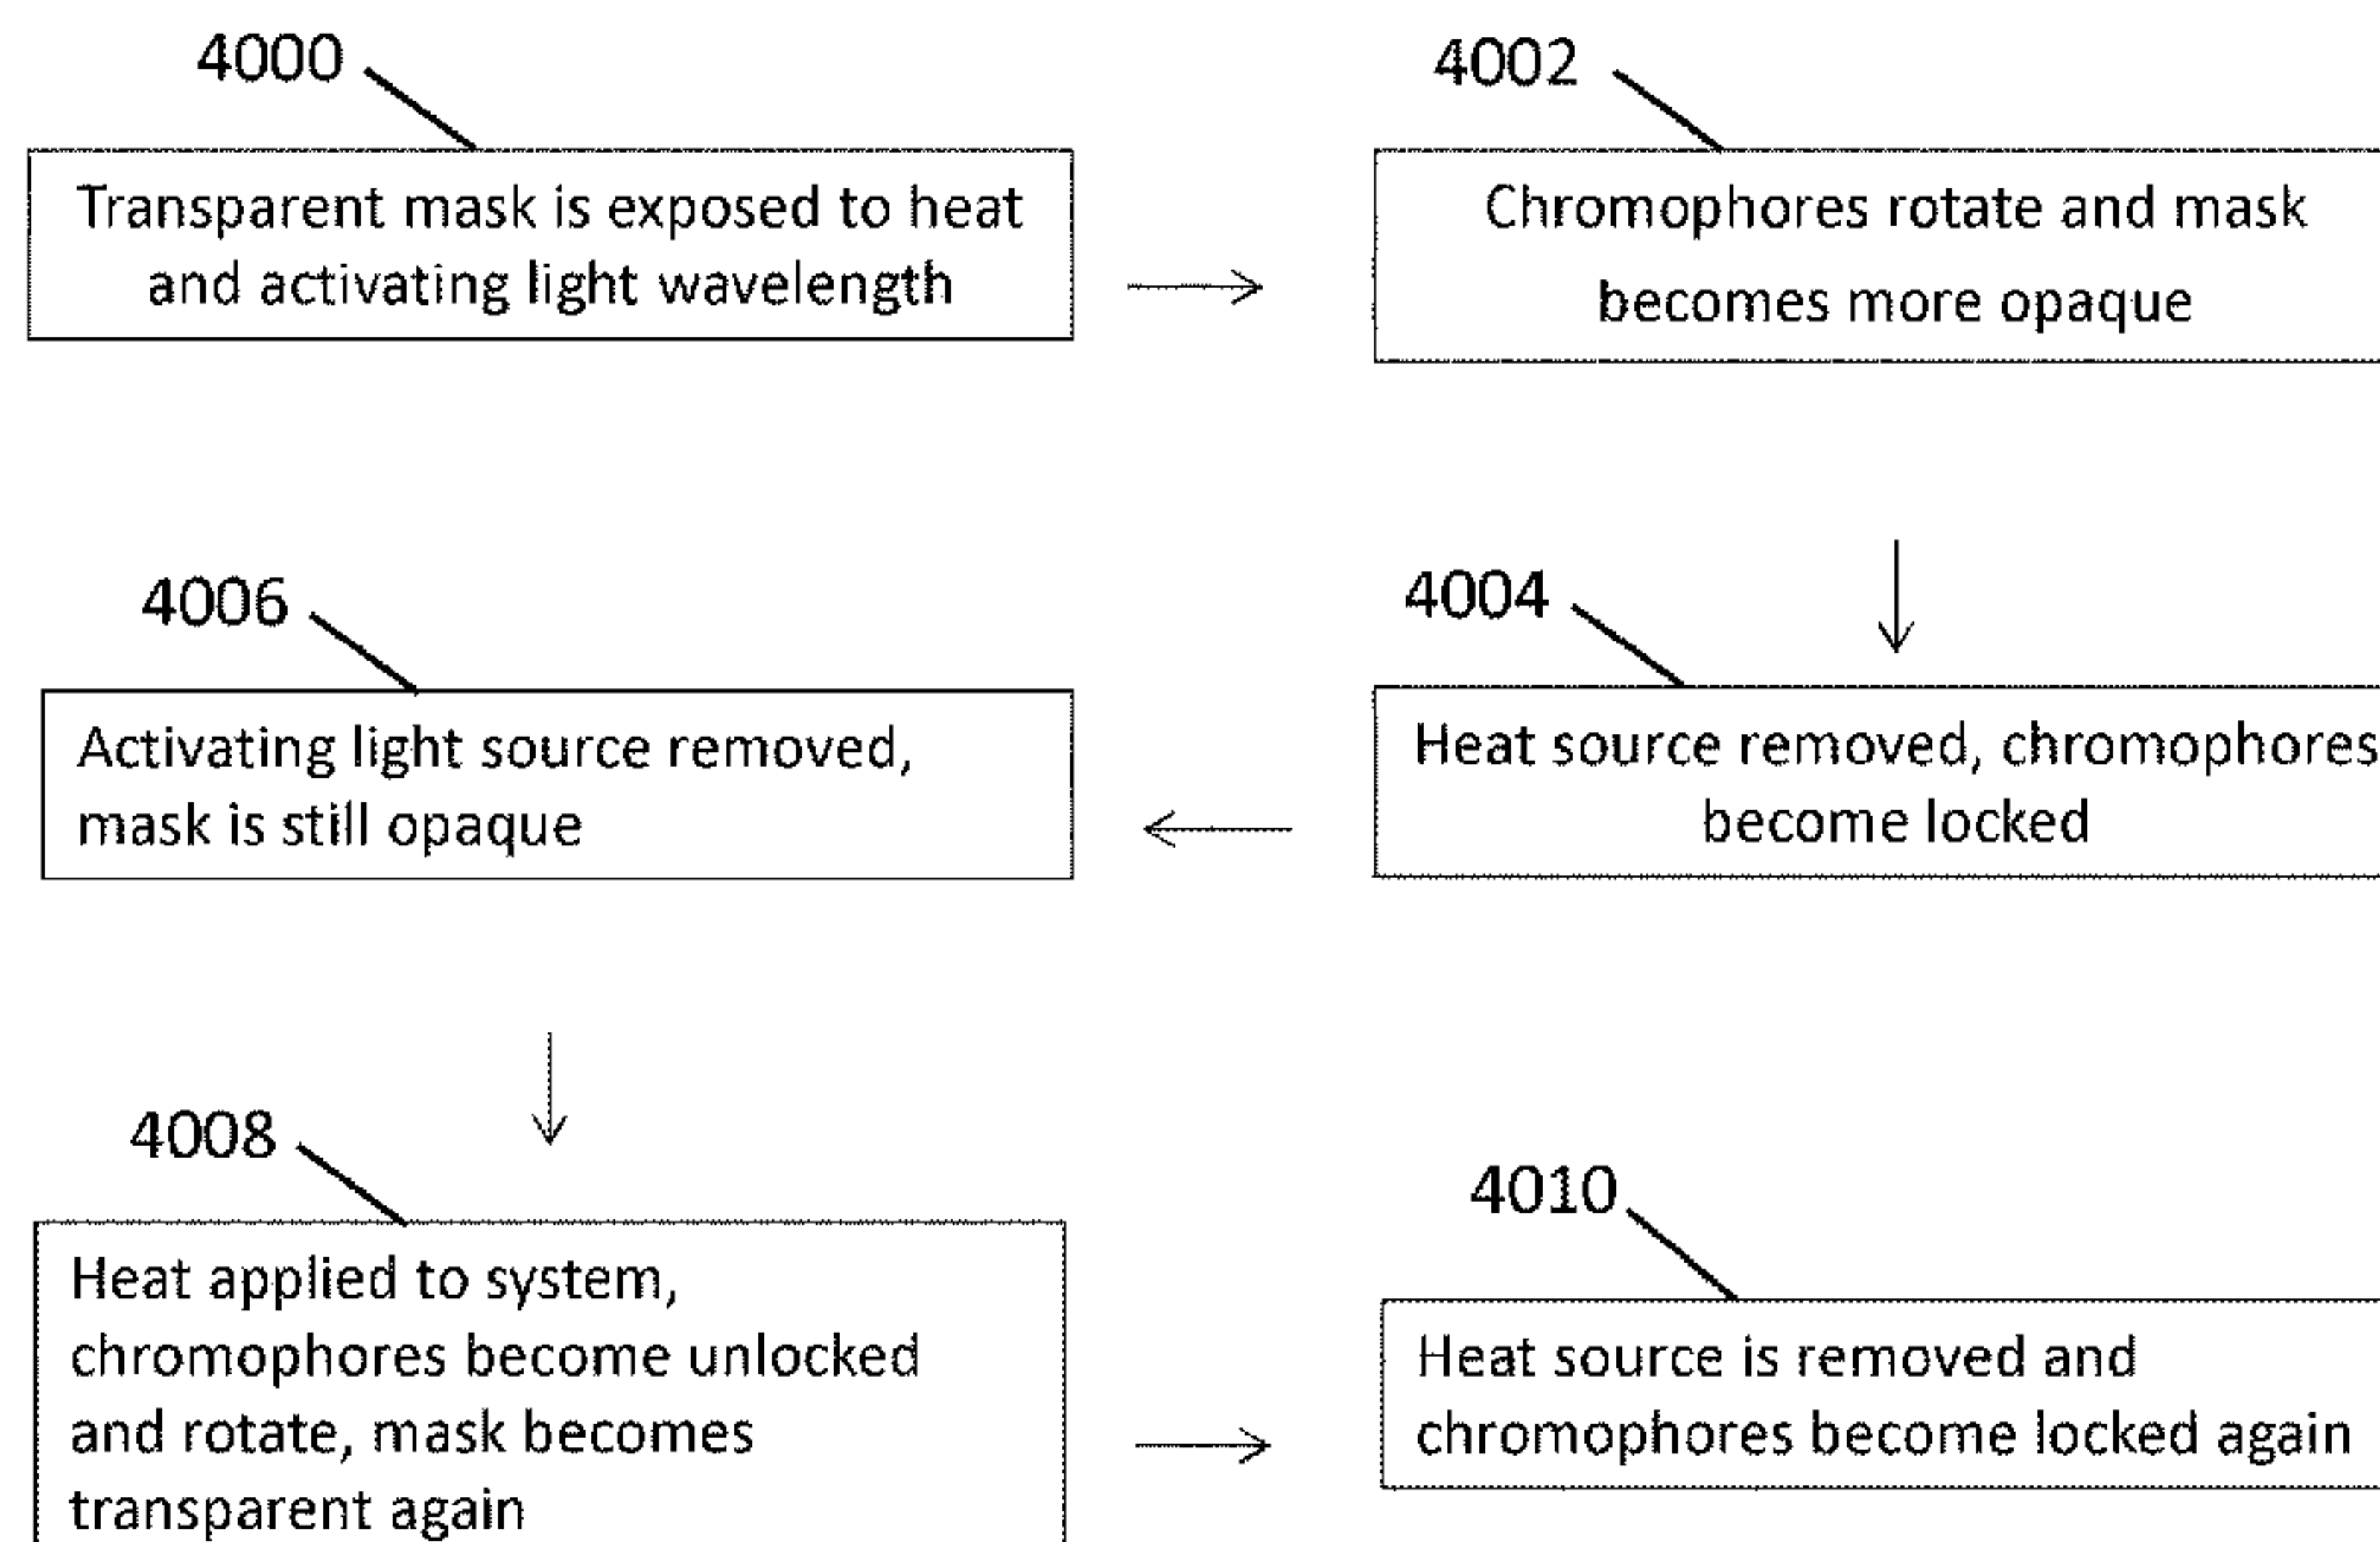 4000
Transparent mask is exposed to heat
and activating light wavelength
4002
Chromophores rotate and mask
becomes more opaque
4004
Heat source removed, chromophores
become locked
4006
Activating light source removed,
mask is still opaque
4008
Heat applied to system,
chromophores become unlocked
and rotate, mask becomes
transparent again
4010
Heat source is removed and
chromophores become locked again